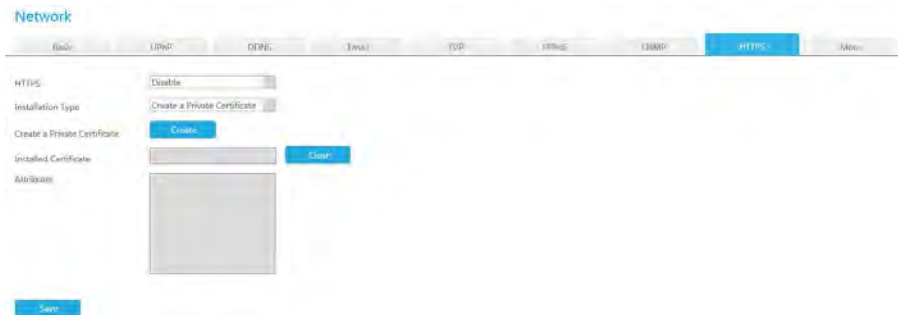 Network
Basic UPnP DDNS Email FTP PPPoE SNMP HTTPS More
HTTPS Disable
Installation Type Create a Private Certificate
Create a Private Certificate Create
Installed Certificate Clear
Attributes
Save